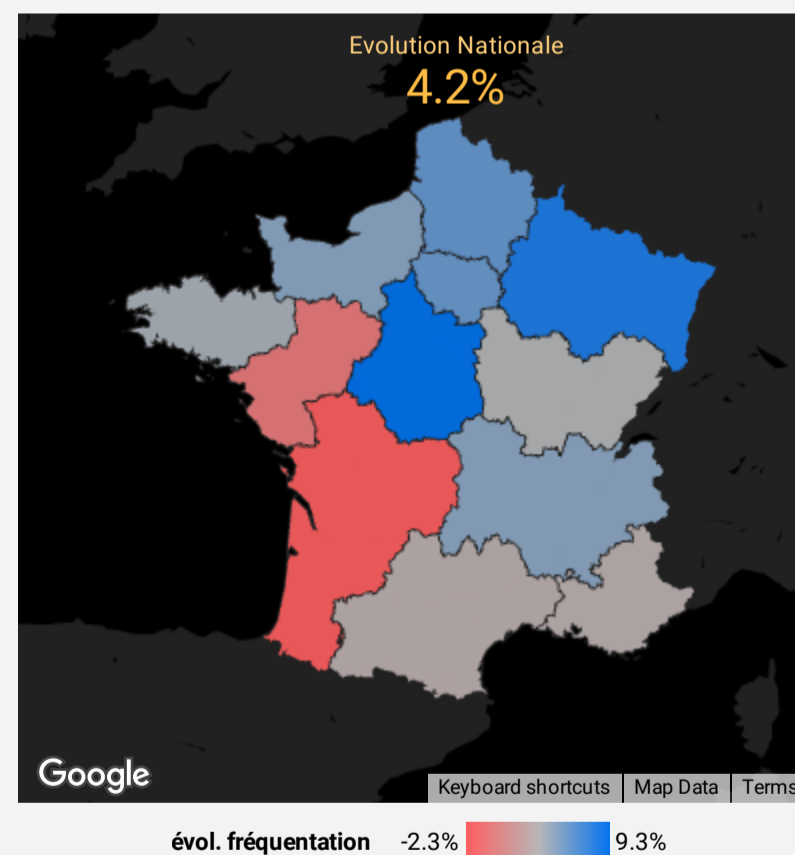 Evolution Nationale
4.2%
Google
Keyboard shortcuts
Map Data
Terms
évol. fréquentation -2.3% 9.3%